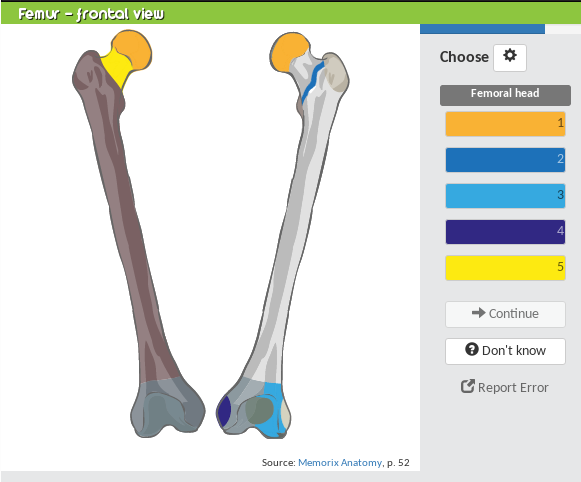 Femur - frontal view
Choose
Femoral head
1
2
3
4
5
Continue
Don't know
Report Error
Source: Memorix Anatomy, p. 52